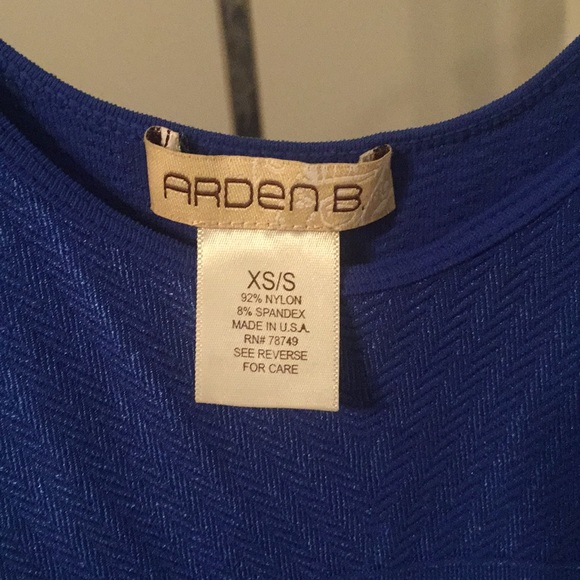 ARDEN B.
XS/S
92% NYLON
8% SPANDEX
MADE IN U.S.A.
RN# 78749
SEE REVERSE
FOR CARE